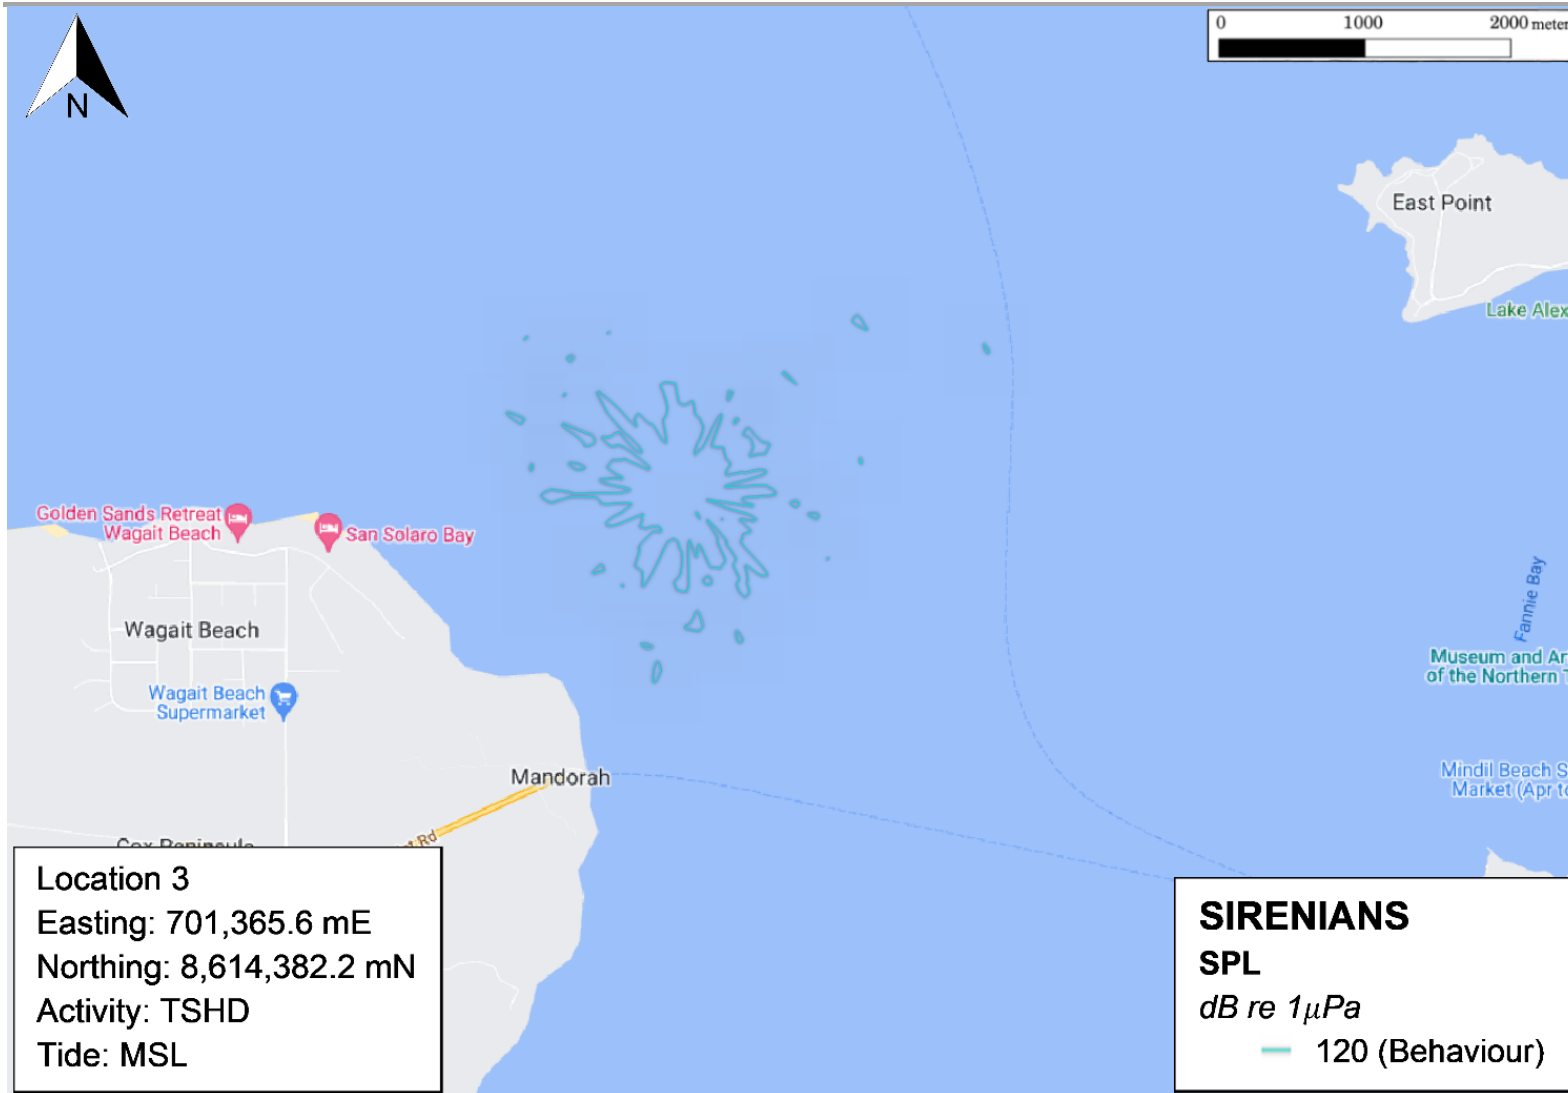 N
0 1000 2000 meter
East Point
Lake Alex
Golden Sands Retreat
Wagait Beach
San Solaro Bay
Fannie Bay
Wagait Beach
Museum and Ar
of the Northern T
Wagait Beach
Supermarket
Mandorah
Mindil Beach S
Market (Apr to
Rd
Location 3
Easting: 701,365.6 mE
Northing: 8,614,382.2 mN
Activity: TSHD
Tide: MSL
SIRENIANS
SPL
dB re 1μPa
120 (Behaviour)